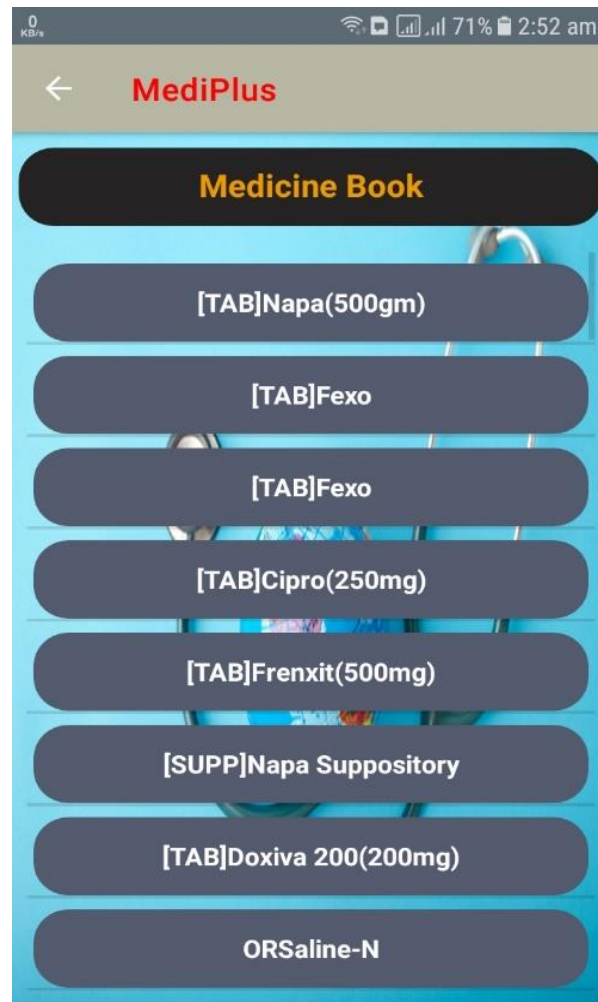 0
KB/s
71% 2:52 am
MediPlus
Medicine Book
[TAB]Napa(500gm)
[TAB]Fexo
[TAB]Fexo
[TAB]Cipro(250mg)
[TAB]Frenxit(500mg)
[SUPP]Napa Suppository
[TAB]Doxiva 200(200mg)
ORSaline-N